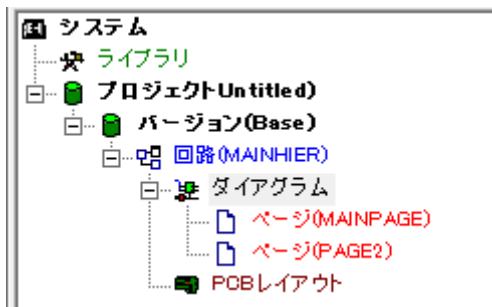 システム
ライブラリ
プロジェクトUntitled)
バージョン(Base)
回路(MAINHIER)
ダイアグラム
ページ(MAINPAGE)
ページ(PAGE2)
PCBレイアウト